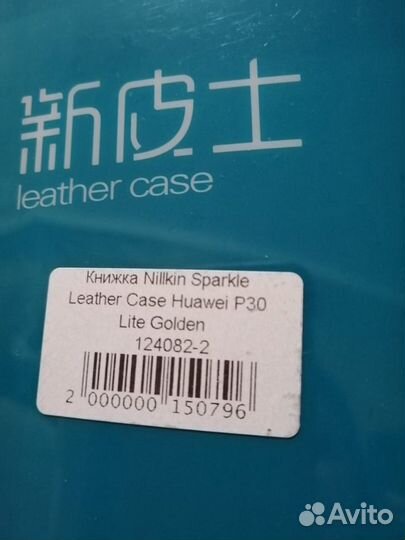 新皮士
leather case
Книжка Nillkin Sparkle
Leather Case Huawei P30
Lite Golden
124082-2
2 000000 150796
Avito